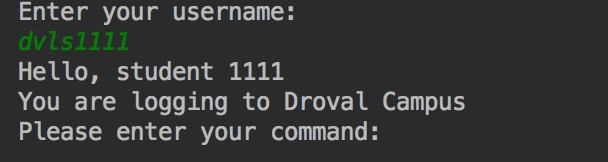 Enter your username:
dvls1111
Hello, student 1111
You are logging to Droval Campus
Please enter your command: